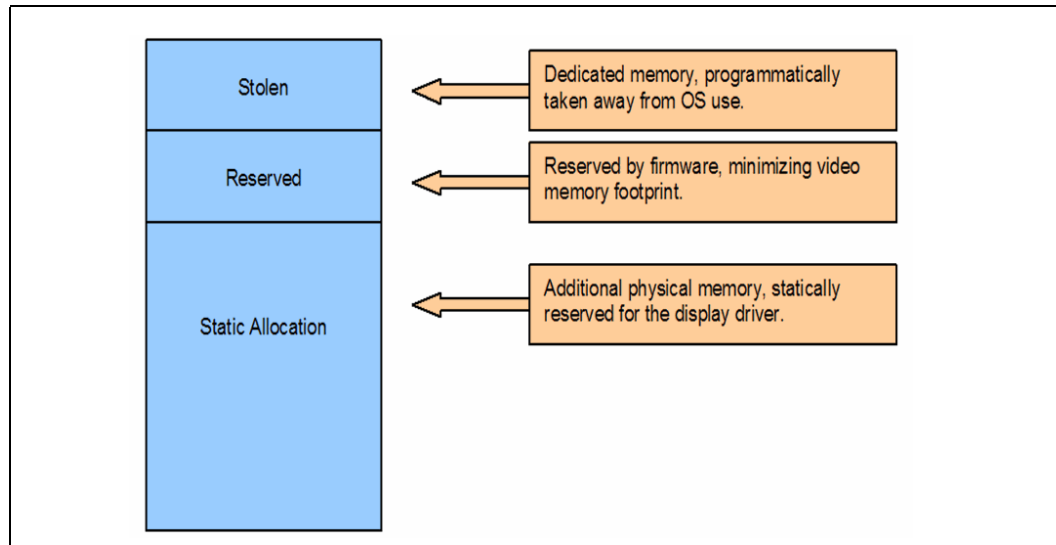 Stolen
Dedicated memory, programmatically
taken away from OS use.
Reserved
Reserved by firmware, minimizing video
memory footprint.
Static Allocation
Additional physical memory, statically
reserved for the display driver.